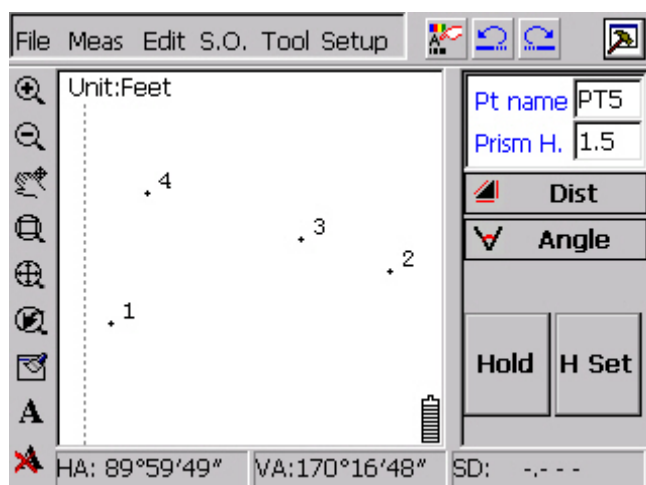 File Meas Edit S.O. Tool Setup
Unit:Feet
4
3
2
1
Pt name PT5
Prism H. 1.5
Dist
Angle
Hold H Set
A
HA: 89°59′49″ VA:170°16′48″ SD: -.- - -